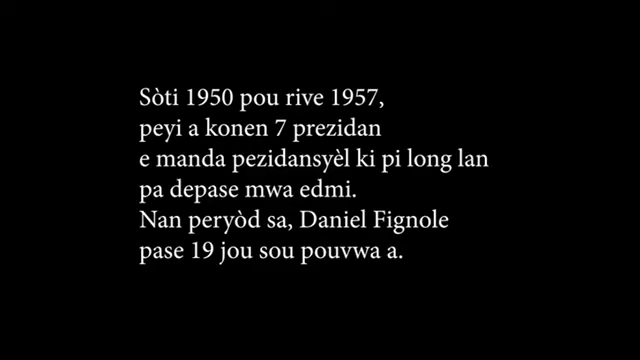 Sòti 1950 pou rive 1957,
peyi a konen 7 prezidan
e manda pezidansyèl ki pi long lan
pa depase mwa edmi.
Nan peryòd sa, Daniel Fignole
pase 19 jou sou pouvwa a.